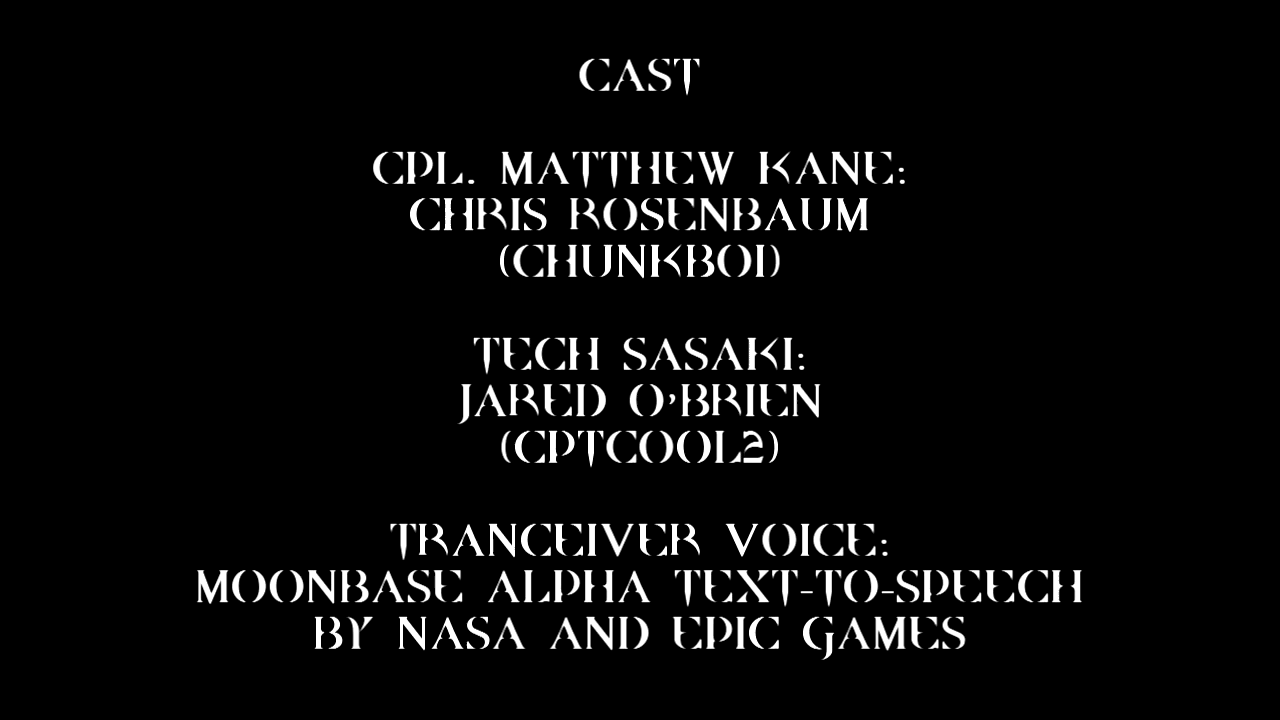 CAST
CPL. MATTHEW KANE:
CHRIS ROSENBAUM
(CHUNKBOI)
TECH SASAKI:
JARED O'BRIEN
(CPTCOOL2)
TRANCEIVER VOICE:
MOONBASE ALPHA TEXT-TO-SPEECH
BY NASA AND EPIC GAMES